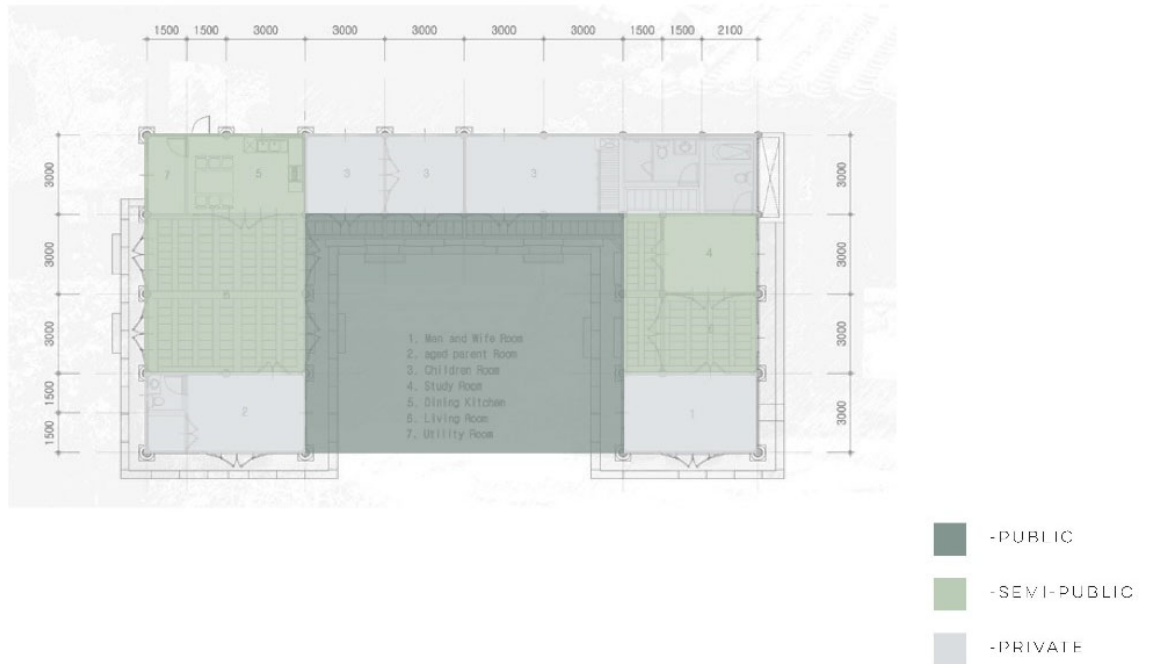 1500 1500 3000 3000 3000 3000 3000 1500 1500 2100
3000
3000
3000
1500
1500
3000
3000
3000
3000
7
5
3
3
3
4
6
2
1
1. Man and Wife Room
2. aged parent Room
3. Children Room
4. Study Room
5. Dining Kitchen
6. Living Room
7. Utility Room
-PUBLIC
-SEMI-PUBLIC
-PRIVATE